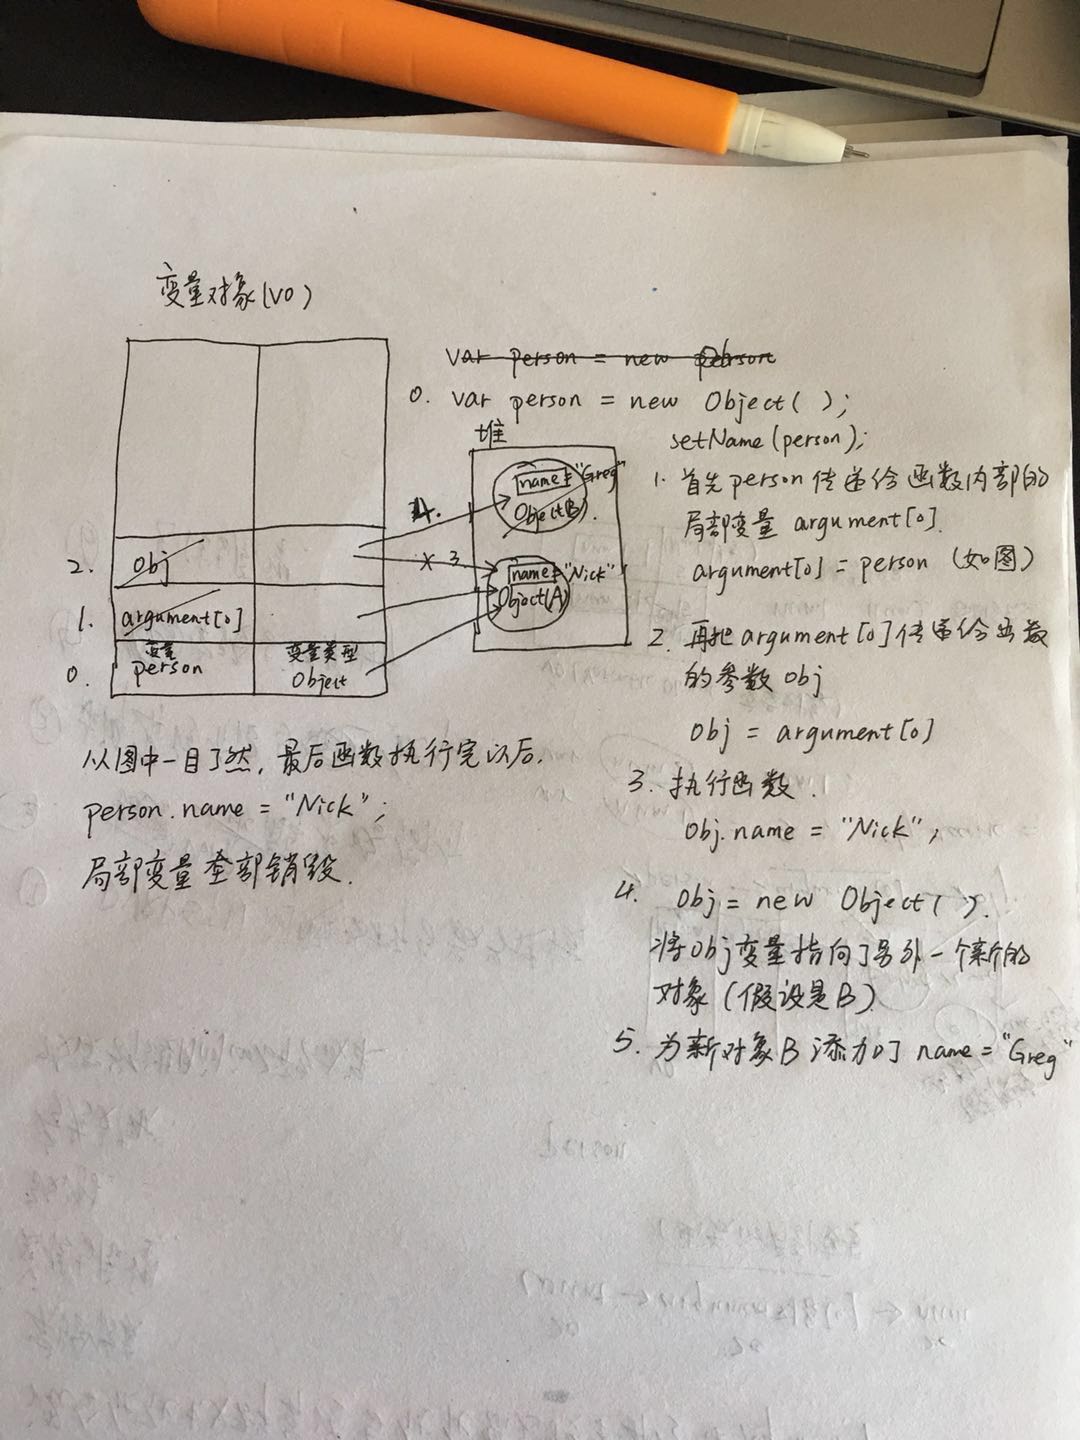 变量对象(VO)
var person = new person
0. var person = new Object( );
setName(person);
堆
name="Greg"
Object(B).
4.
× 3
name="Nick"
Object(A)
2. obj
1. argument[0]
0. 变量 变量类型
person Object
1. 首先person传递给函数内部的
局部变量 argument[0].
argument[0] = person (如图)
2. 再把argument[0]传递给函数
的参数 obj
obj = argument[0]
3. 执行函数.
obj.name = "Nick";
4. obj = new Object( ).
将obj变量指向了另外一个新的
对象(假设是B)
5. 为新对象B添加了 name="Greg"
从图中一目了然,最后函数执行完以后.
person.name = "Nick";
局部变量全部销毁.